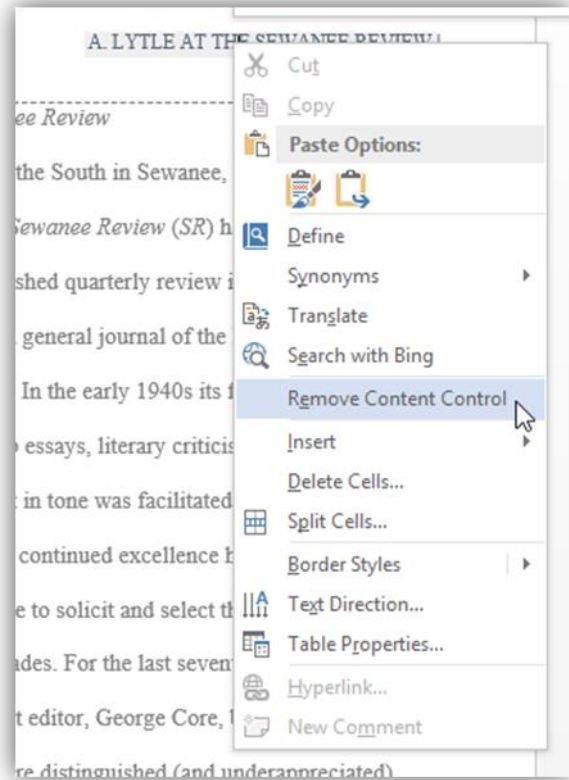 A. LYTLE AT THE SEWANEE REVIEW
ee Review
the South in Sewanee,
Sewanee Review (SR) h
shed quarterly review i
general journal of the
In the early 1940s its f
essays, literary criticis
in tone was facilitated
continued excellence b
e to solicit and select th
ades. For the last seven
t editor, George Core,
re distinguished (and underappreciated)
Cut
Copy
Paste Options:
Define
Synonyms
Translate
Search with Bing
Remove Content Control
Insert
Delete Cells...
Split Cells...
Border Styles
Text Direction...
Table Properties...
Hyperlink...
New Comment